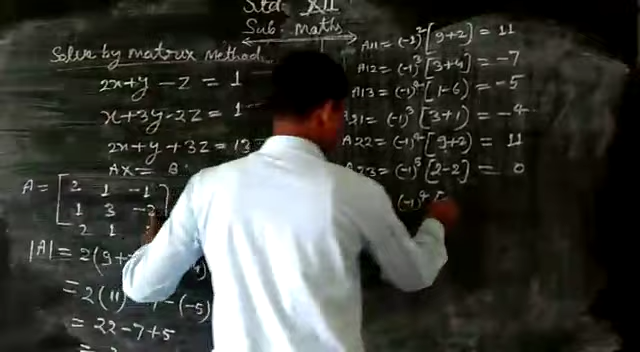 Std: XII
Sub: Maths
Solve by matrix Method.
2x+y -z = 1
x+3y-2z = 1
2x+y+3z = 13
AX = B
A = [ 2 1 -1
1 3 -2
2 1
|A| = 2(9+
= 2(11) -7 -(-5)
= 22-7+5
A11 = (-1)² [9+2] = 11
A12 = (-1)³ [3+4] = -7
A13 = (-1)⁴ [1-6] = -5
A21 = (-1)³ [3+1] = -4
A22 = (-1)⁴ [9+2] = 11
A23 = (-1)⁵ [2-2] = 0
(-1)⁴ [